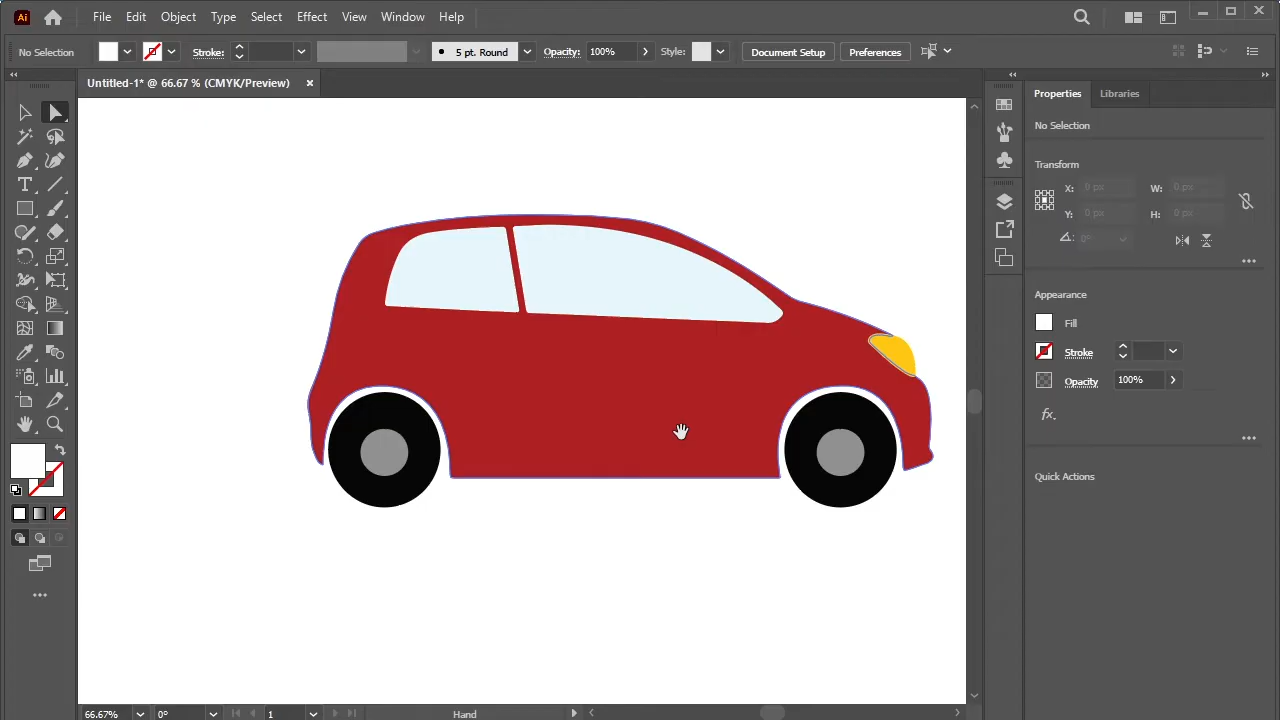 Ai File Edit Object Type Select Effect View Window Help
No Selection Stroke: 5 pt. Round Opacity: 100% Style: Document Setup Preferences
Untitled-1* @ 66.67 % (CMYK/Preview) ×
Properties Libraries
No Selection
Transform
X: 0 px W: 0 px
Y: 0 px H: 0 px
0°
Appearance
Fill
Stroke
Opacity 100%
fx.
Quick Actions
66.67% 0° 1 Hand